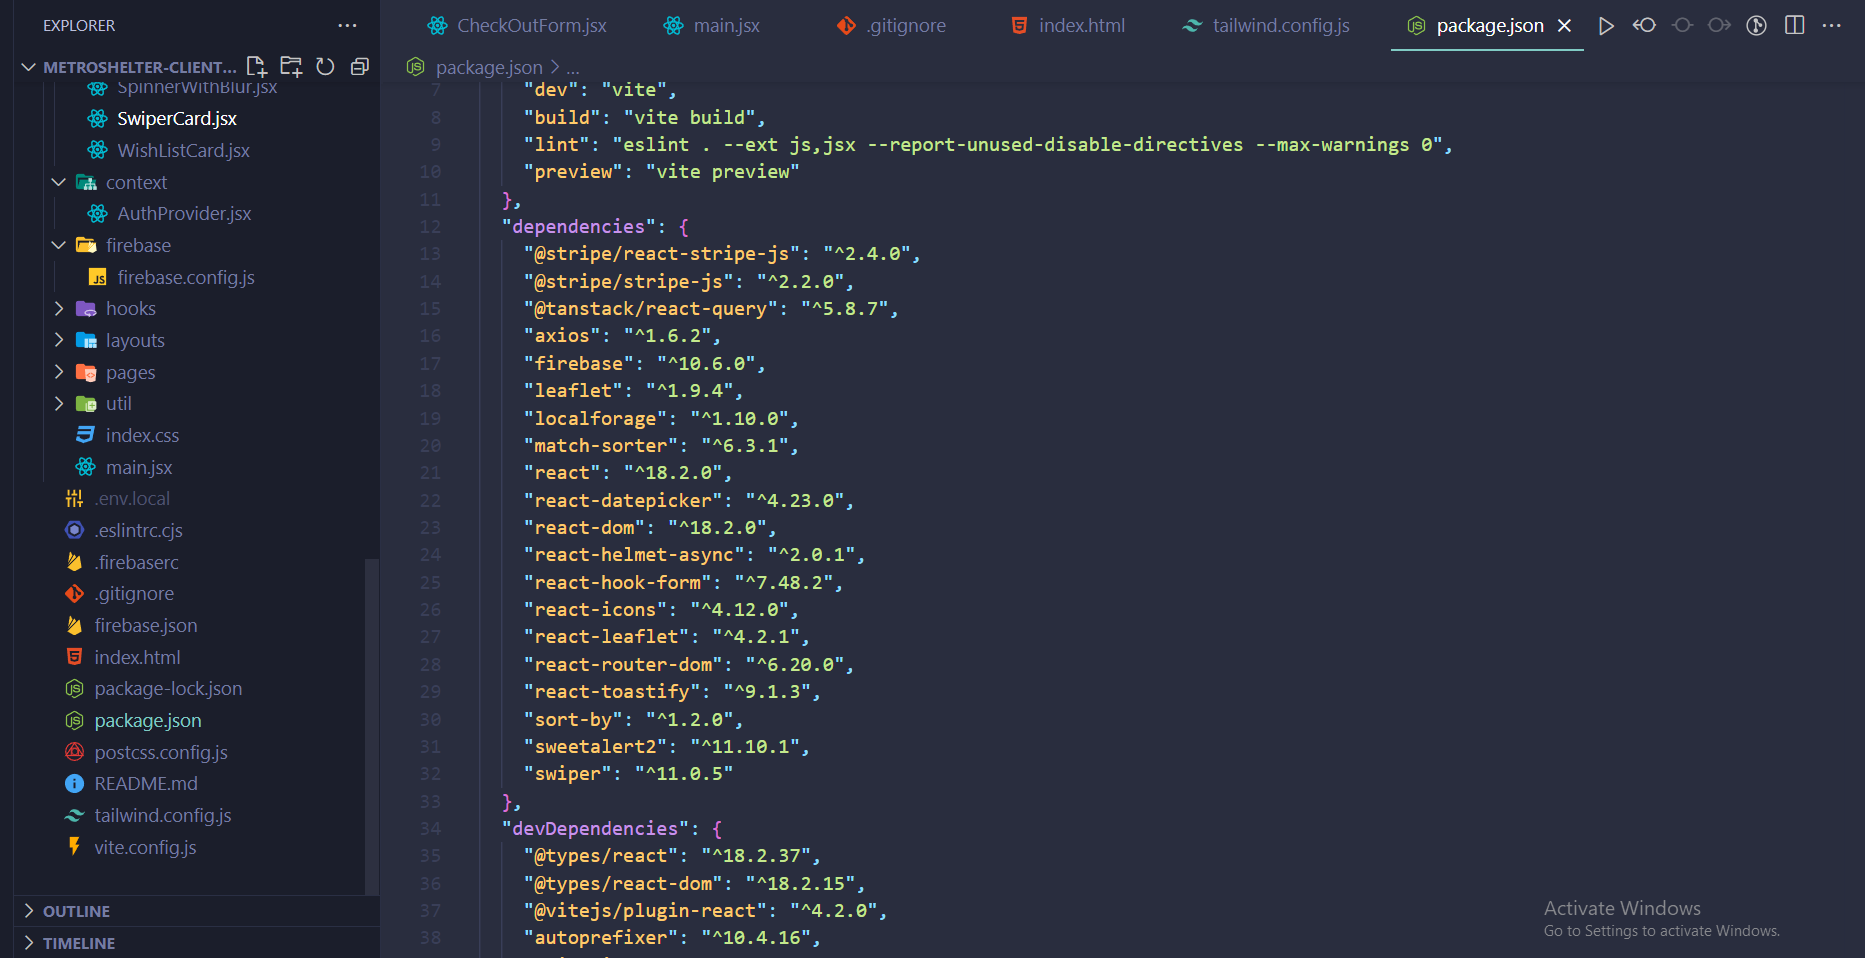 EXPLORER
METROSHELTER-CLIENT...
SpinnerWithBlur.jsx
SwiperCard.jsx
WishListCard.jsx
context
AuthProvider.jsx
firebase
firebase.config.js
hooks
layouts
pages
util
index.css
main.jsx
.env.local
.eslintrc.cjs
.firebaserc
.gitignore
firebase.json
index.html
package-lock.json
package.json
postcss.config.js
README.md
tailwind.config.js
vite.config.js
OUTLINE
TIMELINE
CheckOutForm.jsx main.jsx .gitignore index.html tailwind.config.js package.json
package.json > ...
7 "dev": "vite",
8 "build": "vite build",
9 "lint": "eslint . --ext js,jsx --report-unused-disable-directives --max-warnings 0",
10 "preview": "vite preview"
11 },
12 "dependencies": {
13 "@stripe/react-stripe-js": "^2.4.0",
14 "@stripe/stripe-js": "^2.2.0",
15 "@tanstack/react-query": "^5.8.7",
16 "axios": "^1.6.2",
17 "firebase": "^10.6.0",
18 "leaflet": "^1.9.4",
19 "localforage": "^1.10.0",
20 "match-sorter": "^6.3.1",
21 "react": "^18.2.0",
22 "react-datepicker": "^4.23.0",
23 "react-dom": "^18.2.0",
24 "react-helmet-async": "^2.0.1",
25 "react-hook-form": "^7.48.2",
26 "react-icons": "^4.12.0",
27 "react-leaflet": "^4.2.1",
28 "react-router-dom": "^6.20.0",
29 "react-toastify": "^9.1.3",
30 "sort-by": "^1.2.0",
31 "sweetalert2": "^11.10.1",
32 "swiper": "^11.0.5"
33 },
34 "devDependencies": {
35 "@types/react": "^18.2.37",
36 "@types/react-dom": "^18.2.15",
37 "@vitejs/plugin-react": "^4.2.0",
38 "autoprefixer": "^10.4.16",
Activate Windows
Go to Settings to activate Windows.